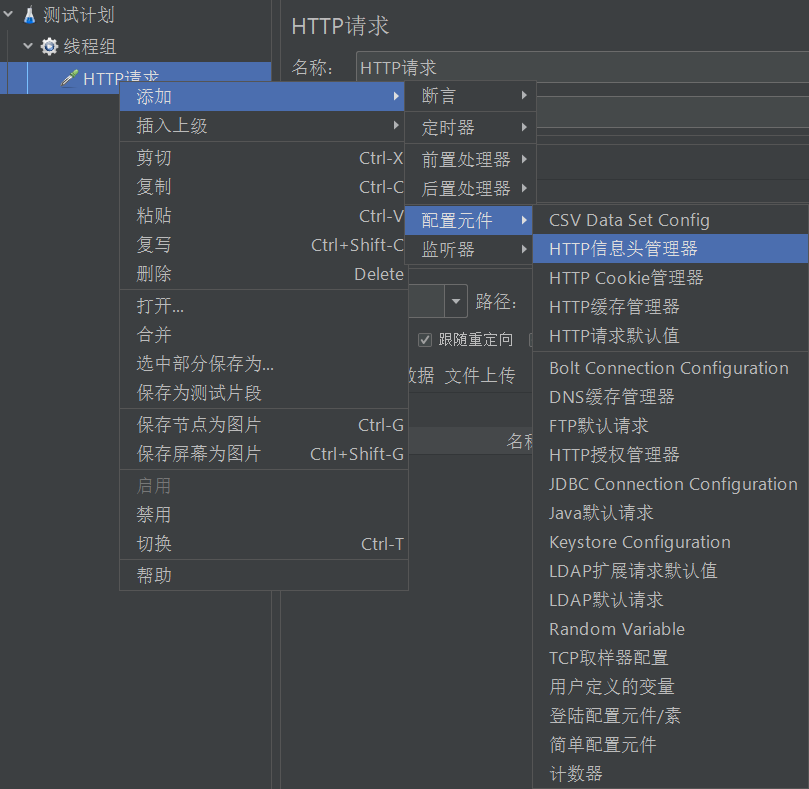 测试计划
线程组
HTTP请求
HTTP请求
名称：
HTTP请求
添加
插入上级
剪切 Ctrl-X
复制 Ctrl-C
粘贴 Ctrl-V
复写 Ctrl+Shift-C
删除 Delete
打开...
合并
选中部分保存为...
保存为测试片段
保存节点为图片 Ctrl-G
保存屏幕为图片 Ctrl+Shift-G
启用
禁用
切换 Ctrl-T
帮助
断言
定时器
前置处理器
后置处理器
配置元件
监听器
路径：
跟随重定向
数据 文件上传
名称
CSV Data Set Config
HTTP信息头管理器
HTTP Cookie管理器
HTTP缓存管理器
HTTP请求默认值
Bolt Connection Configuration
DNS缓存管理器
FTP默认请求
HTTP授权管理器
JDBC Connection Configuration
Java默认请求
Keystore Configuration
LDAP扩展请求默认值
LDAP默认请求
Random Variable
TCP取样器配置
用户定义的变量
登陆配置元件/素
简单配置元件
计数器